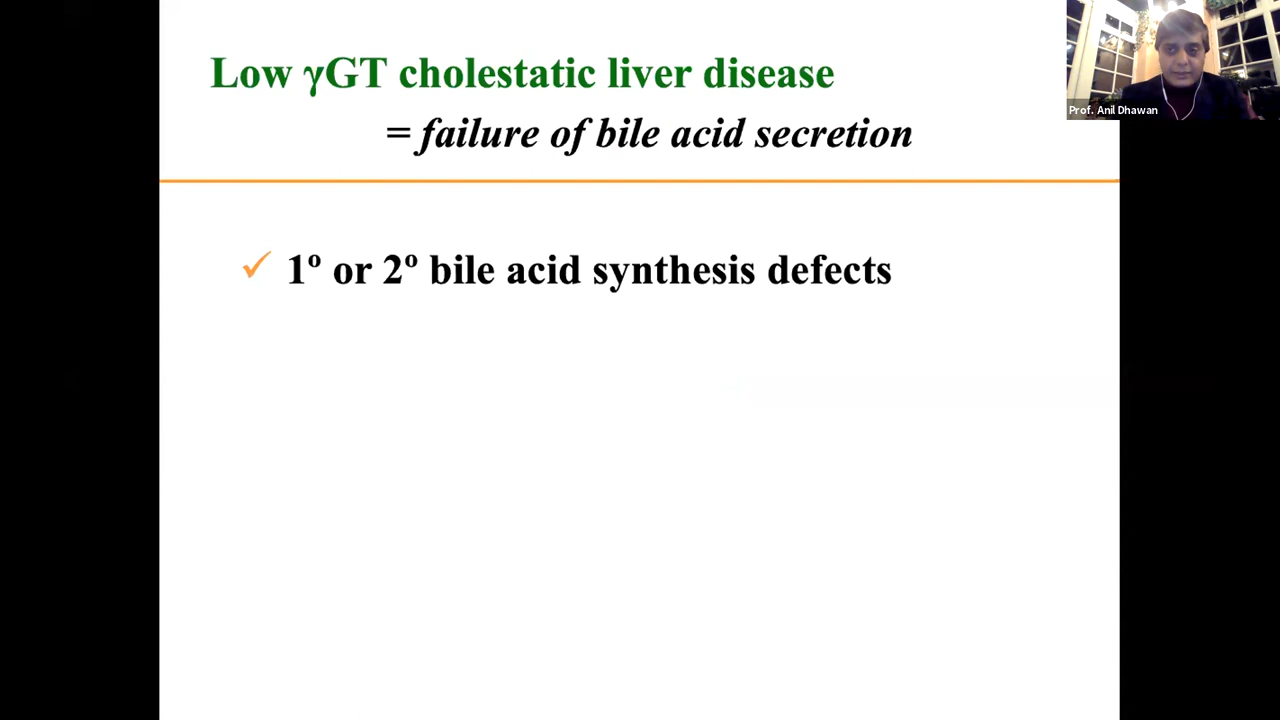 Low γGT cholestatic liver disease
= failure of bile acid secretion
✓ 1º or 2º bile acid synthesis defects
Prof. Anil Dhawan